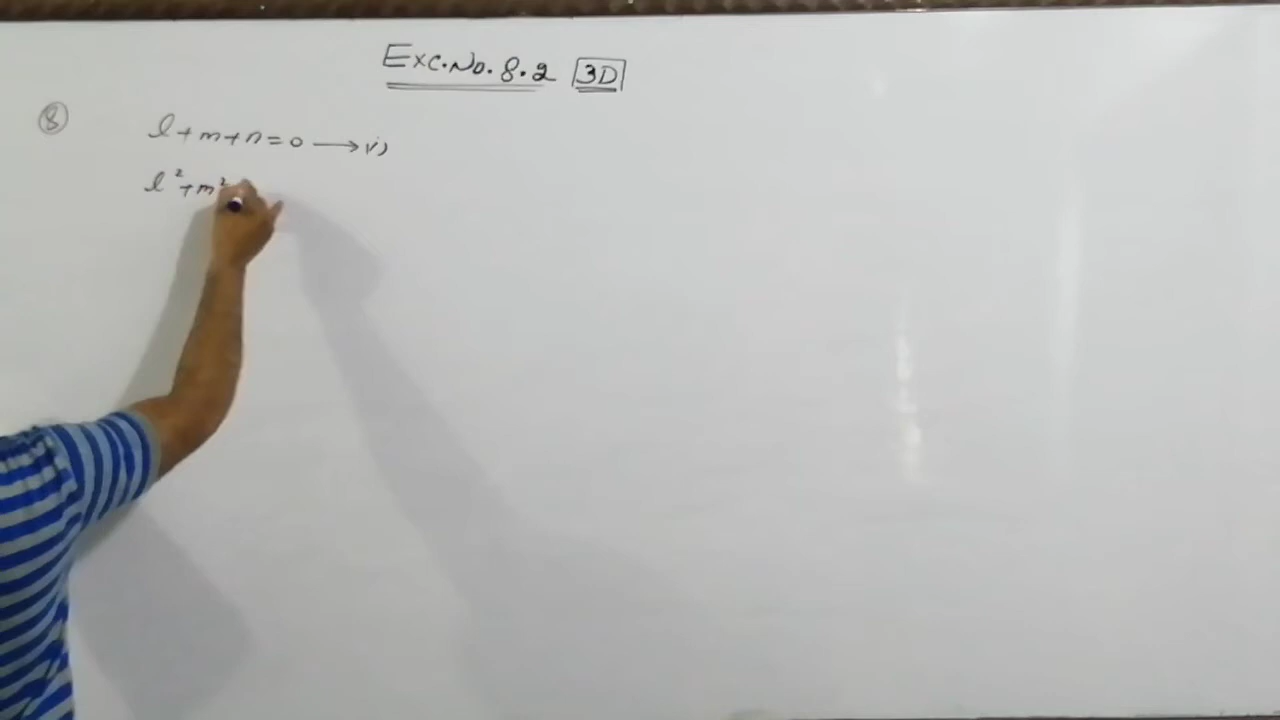 Exc.No. 8.2 3D
8
l+m+n=0 → i)
l²+m²